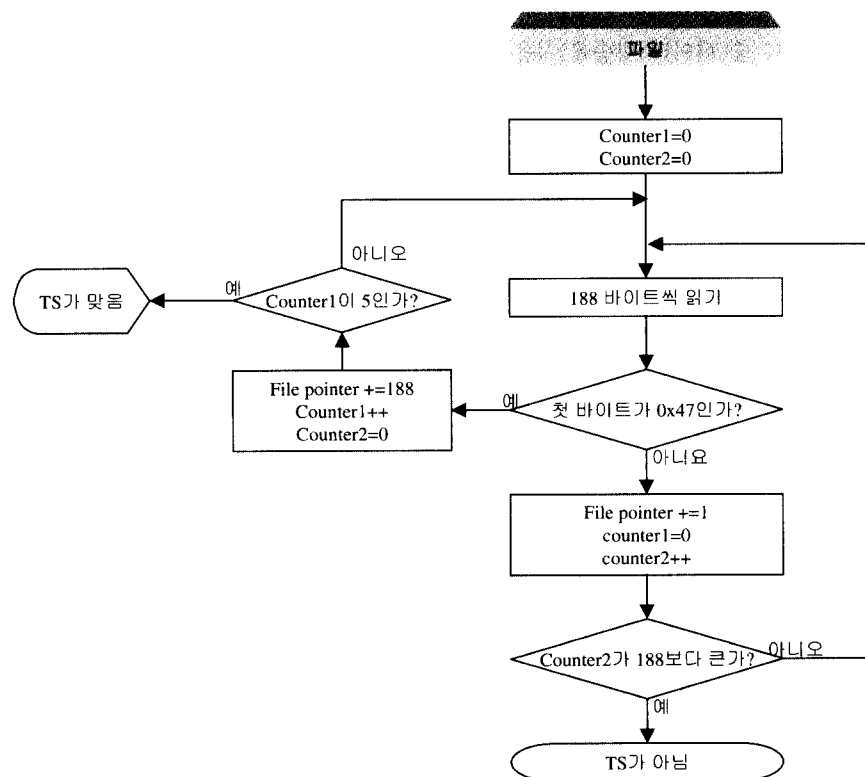 파일
Counter1=0
Counter2=0
아니오
예
TS가 맞음
Counter1이 5인가?
188 바이트씩 읽기
File pointer +=188
Counter1++
Counter2=0
예
첫 바이트가 0x47인가?
아니요
File pointer +=1
counter1=0
counter2++
Counter2가 188보다 큰가?
아니오
예
TS가 아님